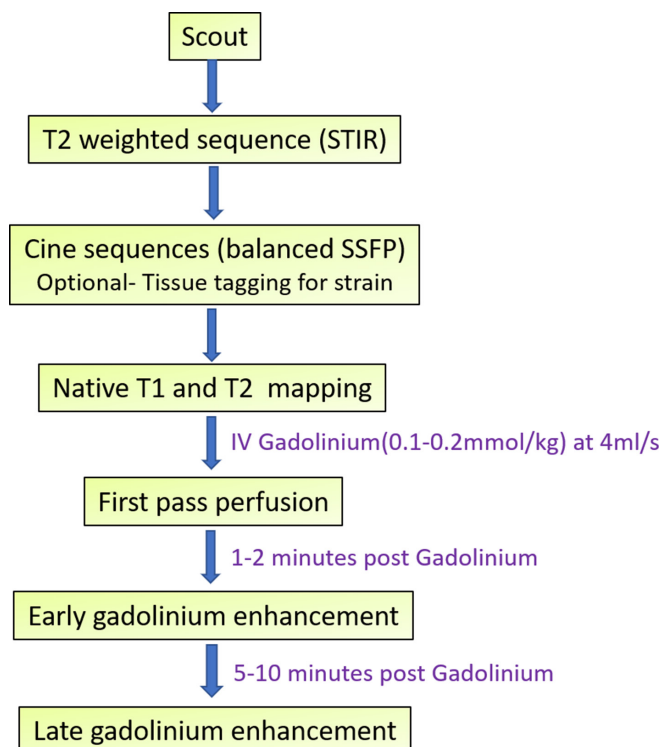 Scout
T2 weighted sequence (STIR)
Cine sequences (balanced SSFP)
Optional- Tissue tagging for strain
Native T1 and T2 mapping
IV Gadolinium(0.1-0.2mmol/kg) at 4ml/s
First pass perfusion
1-2 minutes post Gadolinium
Early gadolinium enhancement
5-10 minutes post Gadolinium
Late gadolinium enhancement